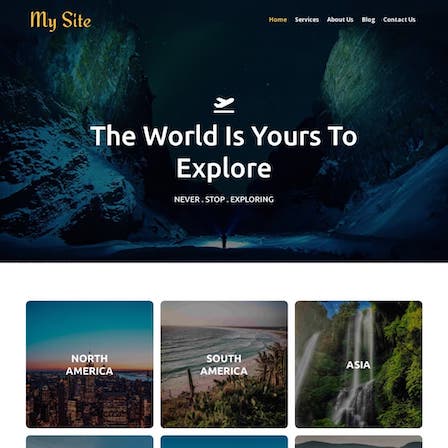 My Site
Home Services About Us Blog Contact Us
The World Is Yours To
Explore
NEVER . STOP . EXPLORING
NORTH
AMERICA
SOUTH
AMERICA
ASIA